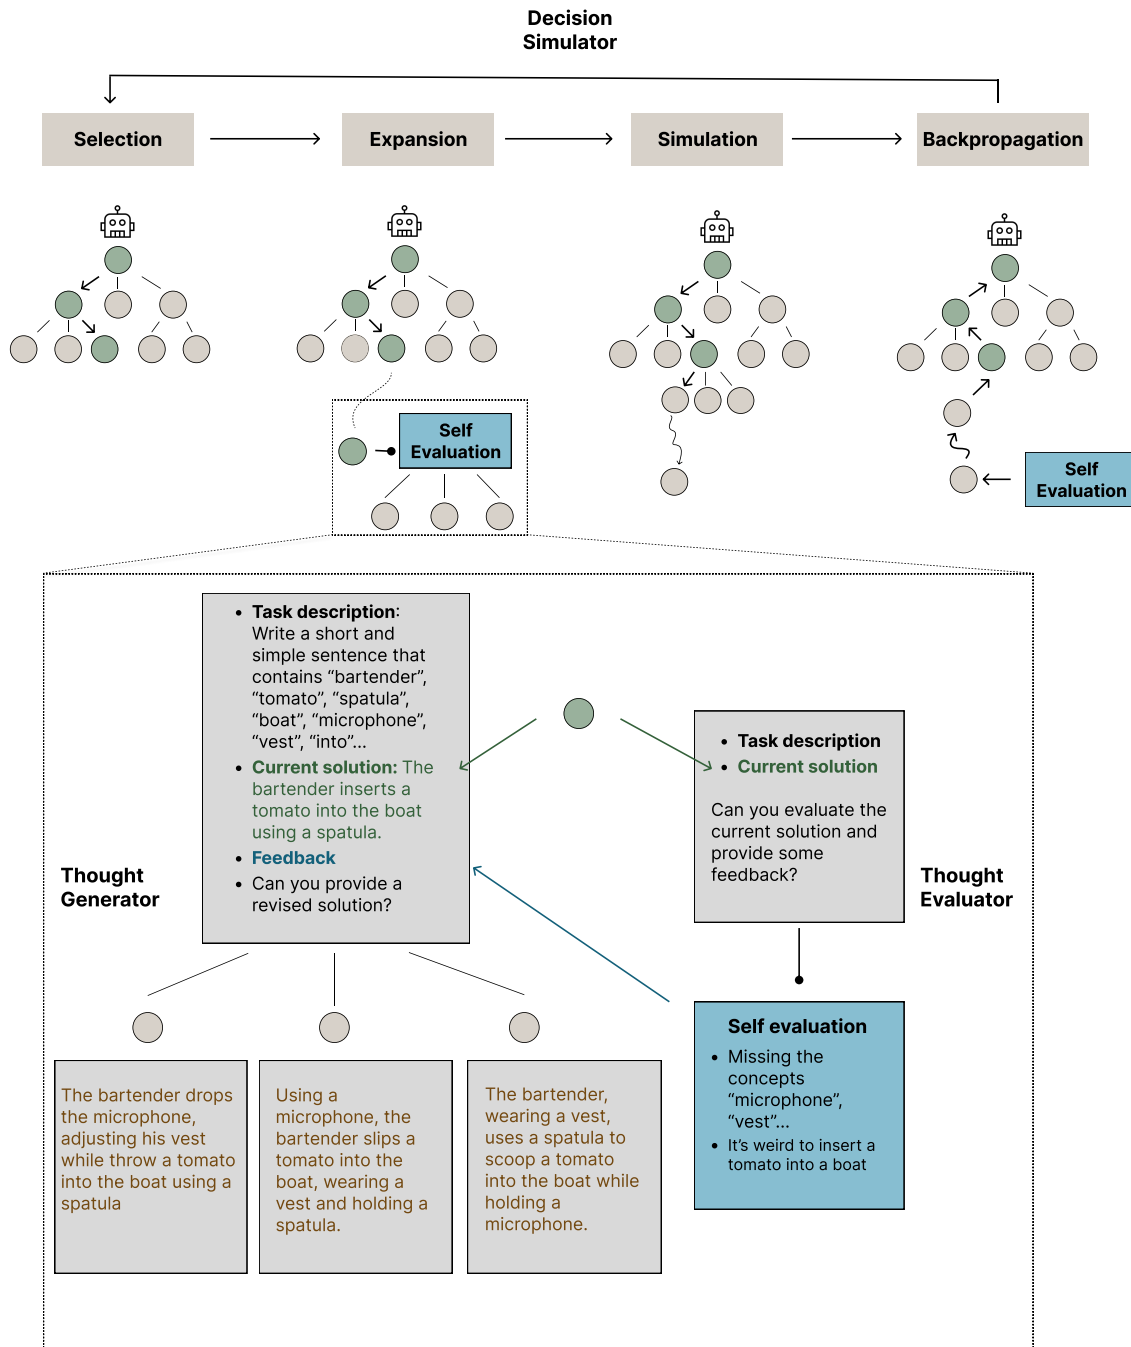 Decision
Simulator
Selection
Expansion
Simulation
Backpropagation
Self
Evaluation
Self
Evaluation
• Task description:
Write a short and
simple sentence that
contains “bartender”,
“tomato”, “spatula”,
“boat”, “microphone”,
“vest”, “into”...
• Current solution: The
bartender inserts a
tomato into the boat
using a spatula.
• Feedback
• Can you provide a
revised solution?
• Task description
• Current solution
Can you evaluate the
current solution and
provide some
feedback?
Thought
Generator
Thought
Evaluator
Self evaluation
• Missing the
concepts
“microphone”,
“vest”...
• It’s weird to insert a
tomato into a boat
The bartender drops
the microphone,
adjusting his vest
while throw a tomato
into the boat using a
spatula
Using a
microphone, the
bartender slips a
tomato into the
boat, wearing a
vest and holding a
spatula.
The bartender,
wearing a vest,
uses a spatula to
scoop a tomato
into the boat while
holding a
microphone.